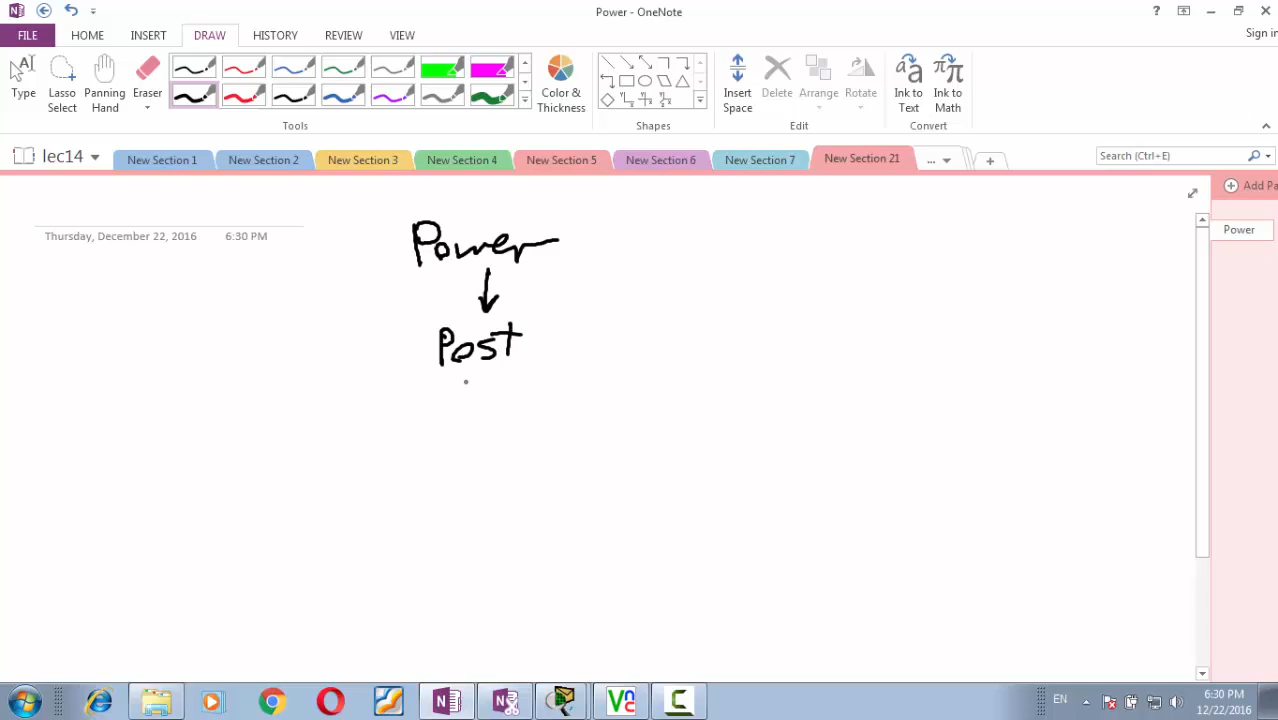 Power - OneNote
?
Sign in
FILE HOME INSERT DRAW HISTORY REVIEW VIEW
Type
Lasso Select
Panning Hand
Eraser
Color & Thickness
Insert Space
Delete
Arrange
Rotate
Ink to Text
Ink to Math
Tools
Shapes
Edit
Convert
lec14
New Section 1
New Section 2
New Section 3
New Section 4
New Section 5
New Section 6
New Section 7
New Section 21
...
Search (Ctrl+E)
Add Pa
Thursday, December 22, 2016 6:30 PM
Power
Power
Post
EN
6:30 PM
12/22/2016